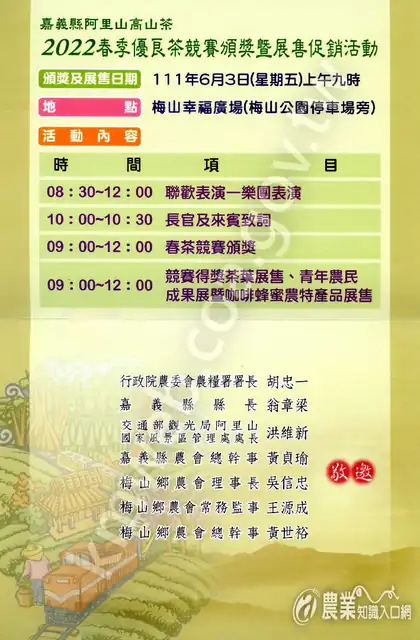 嘉義縣阿里山高山茶
2022春季優良茶競賽頒獎暨展售促銷活動
頒獎及展售日期 111年6月3日(星期五)上午九時
地 點 梅山幸福廣場(梅山公園停車場旁)
活動內容
時 間 項 目
08:30~12:00 聯歡表演—樂團表演
10:00~10:30 長官及來賓致詞
09:00~12:00 春茶競賽頒獎
09:00~12:00 競賽得獎茶葉展售、青年農民
成果展暨咖啡蜂蜜農特產品展售
行政院農委會農糧署署長 胡忠一
嘉義縣縣長 翁章梁
交通部觀光局阿里山
國家風景區管理處處長 洪維新
嘉義縣農會總幹事 黃貞瑜
梅山鄉農會理事長 吳信忠
梅山鄉農會常務監事 王源成
梅山鄉農會總幹事 黃世裕
敬邀
農業知識入口網